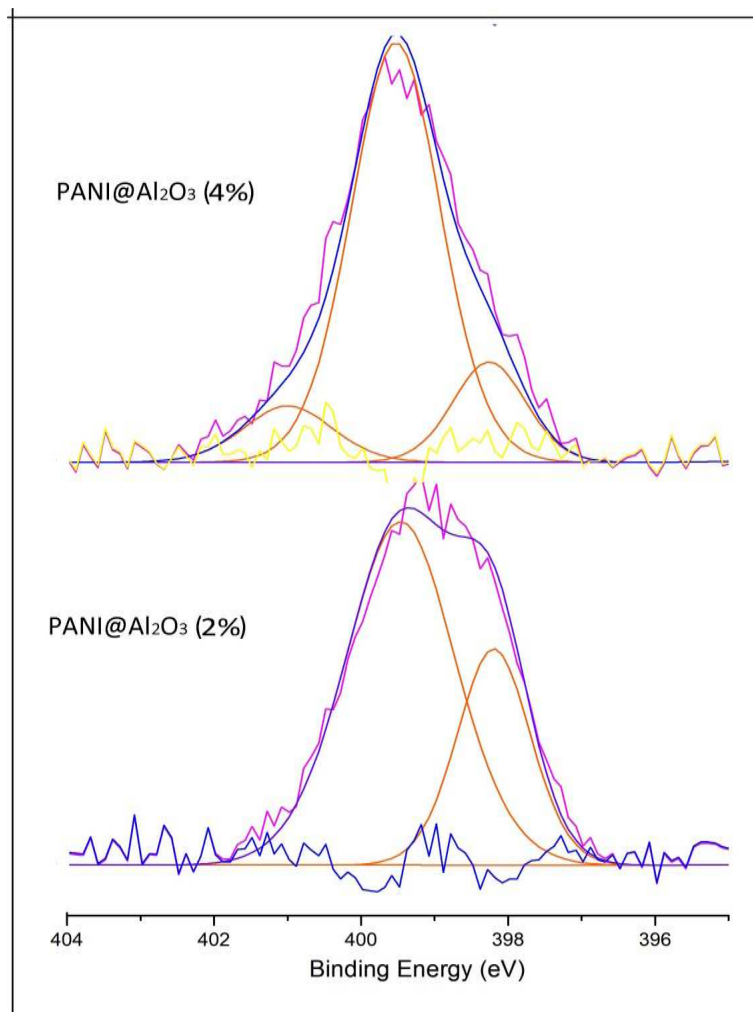 PANI@Al₂O₃ (4%)
PANI@Al₂O₃ (2%)
404 402 400 398 396
Binding Energy (eV)